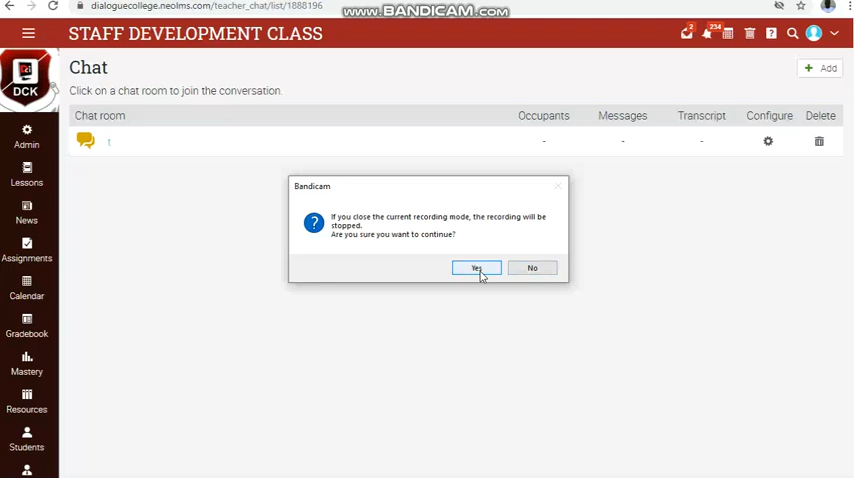 dialoguecollege.neolms.com/teacher_chat/list/1888196
www.BANDICAM.com
STAFF DEVELOPMENT CLASS
2
234
?
DCK
Chat
+ Add
Click on a chat room to join the conversation.
Chat room Occupants Messages Transcript Configure Delete
t - - -
Admin
Lessons
News
Assignments
Calendar
Gradebook
Mastery
Resources
Students
Bandicam
If you close the current recording mode, the recording will be
stopped.
Are you sure you want to continue?
Yes No